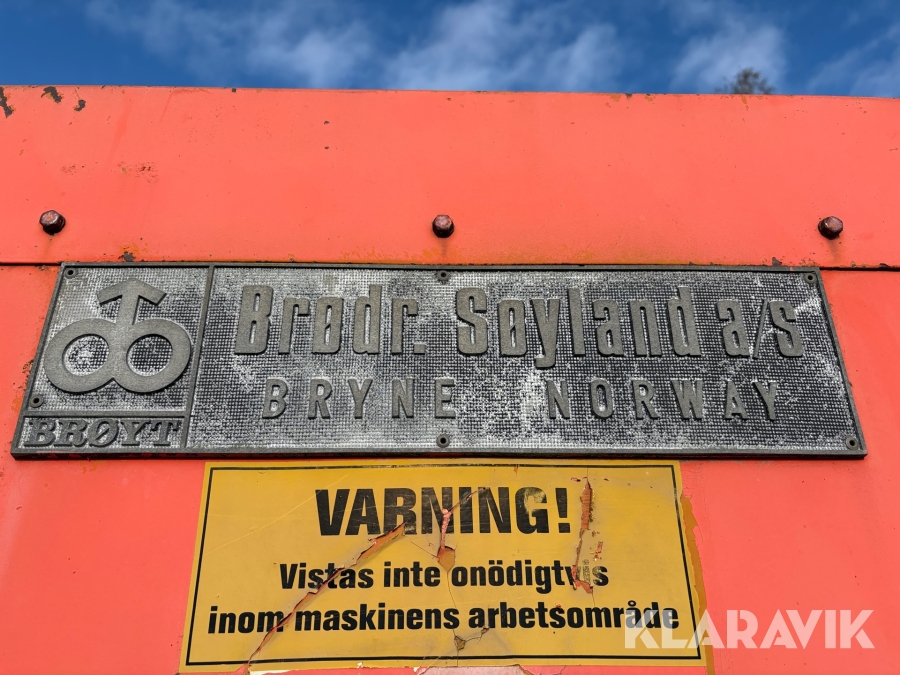 Brødr. Søyland a/s
BRYNE NORWAY
BRØYT
VARNING!
Vistas inte onödigtvis
inom maskinens arbetsområde
KLARAVIK